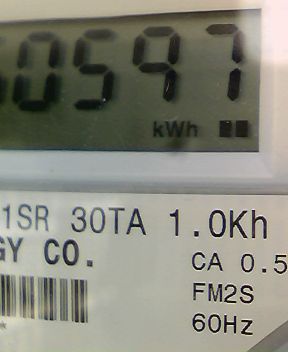 0597
kWh
1SR 30TA 1.0Kh
GY CO.
CA 0.5
FM2S
60Hz